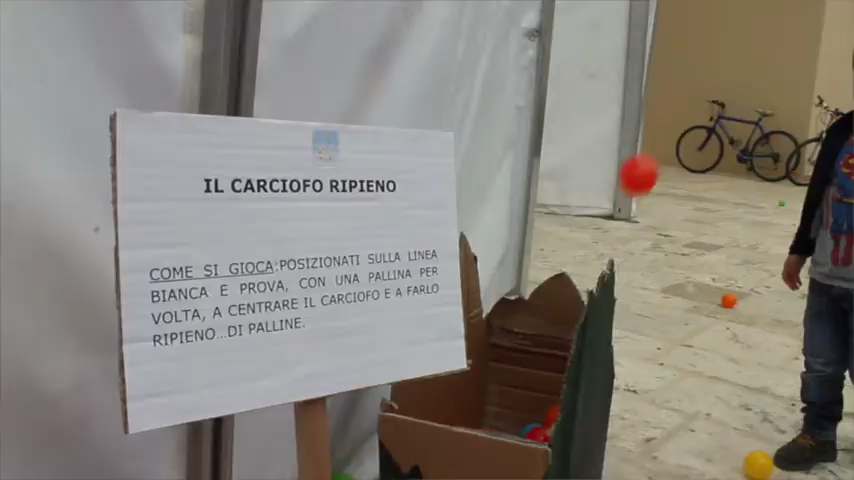 IL CARCIOFO RIPIENO
COME SI GIOCA:POSIZIONATI SULLA LINEA
BIANCA E PROVA, CON UNA PALLINA PER
VOLTA, A CENTRARE IL CARCIOFO E A FARLO
RIPIENO...DI PALLINE.